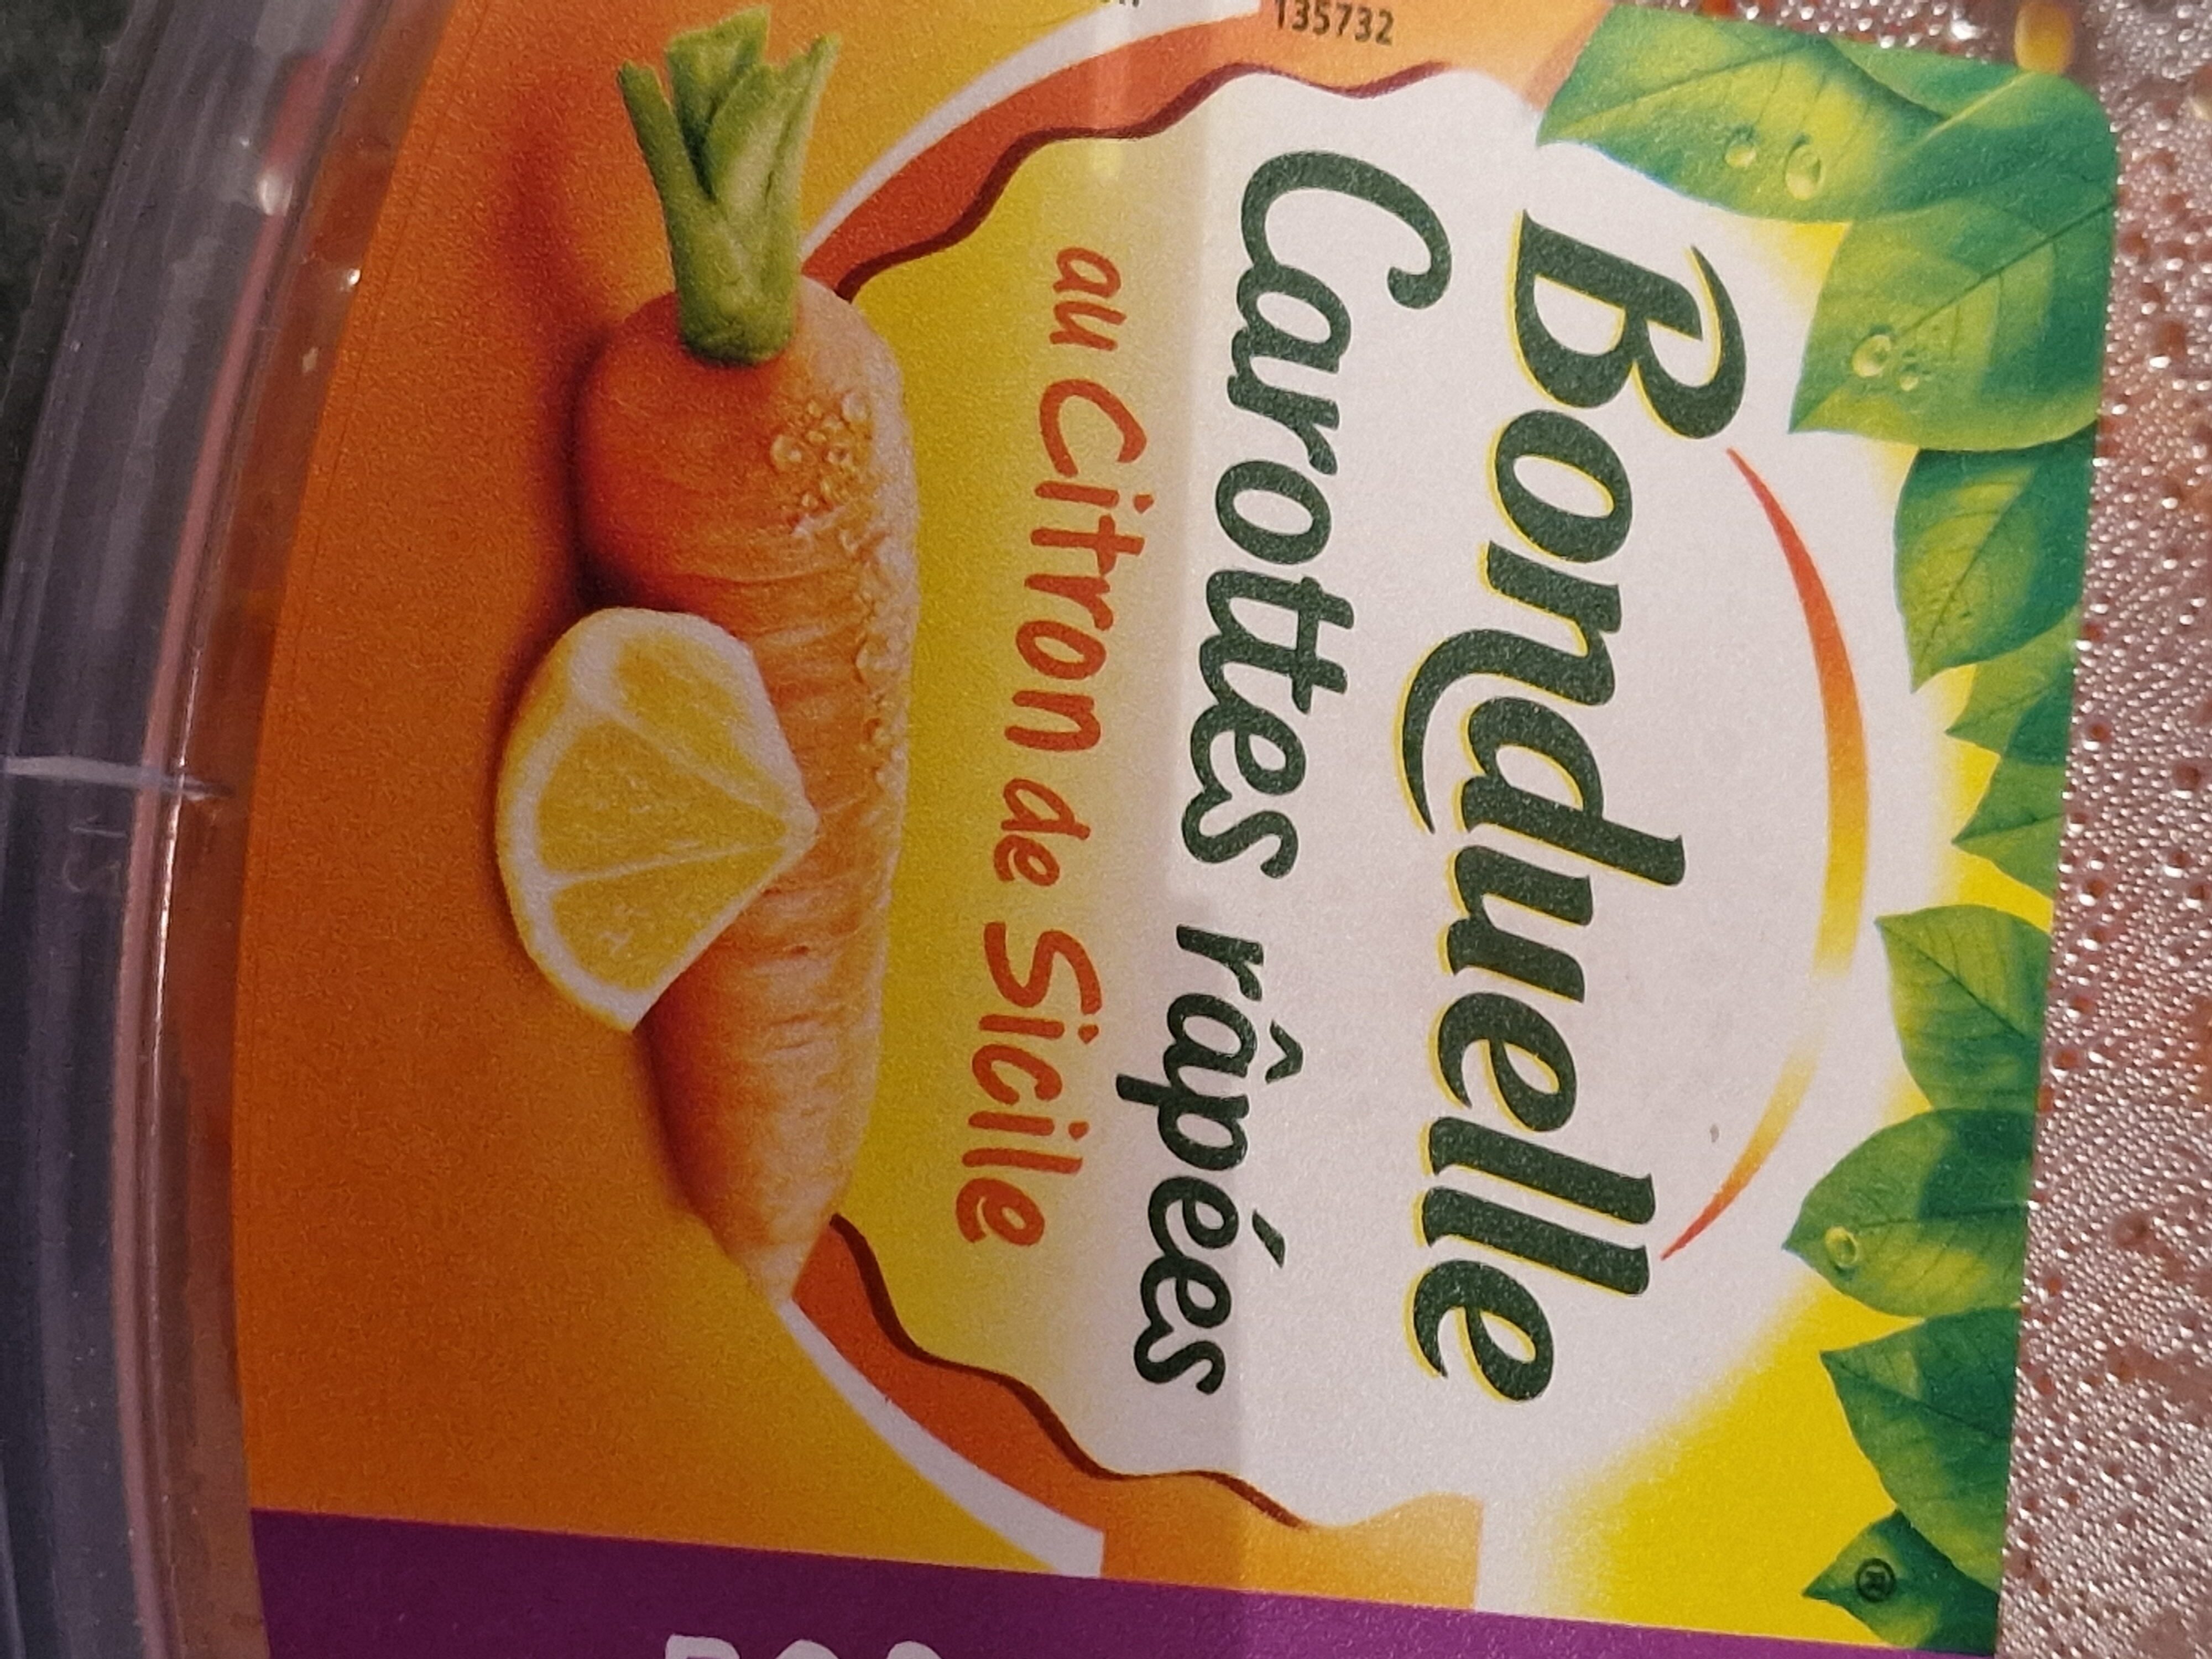 135732
Bonduelle
Carottes râpées
au Citron de Sicile
®